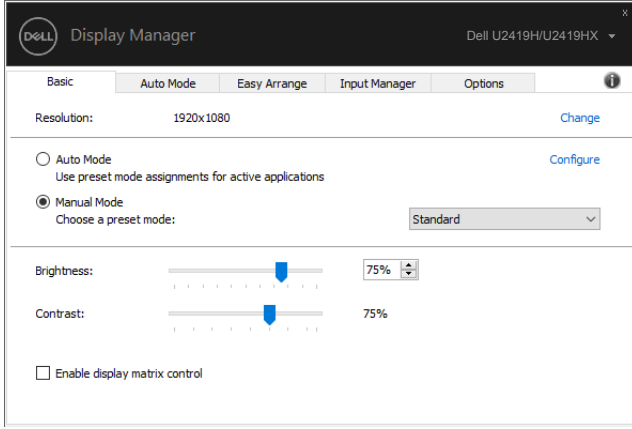 DELL Display Manager Dell U2419H/U2419HX
x
Basic Auto Mode Easy Arrange Input Manager Options i
Resolution: 1920x1080 Change
Auto Mode Configure
Use preset mode assignments for active applications
Manual Mode
Choose a preset mode: Standard
Brightness: 75%
Contrast: 75%
Enable display matrix control